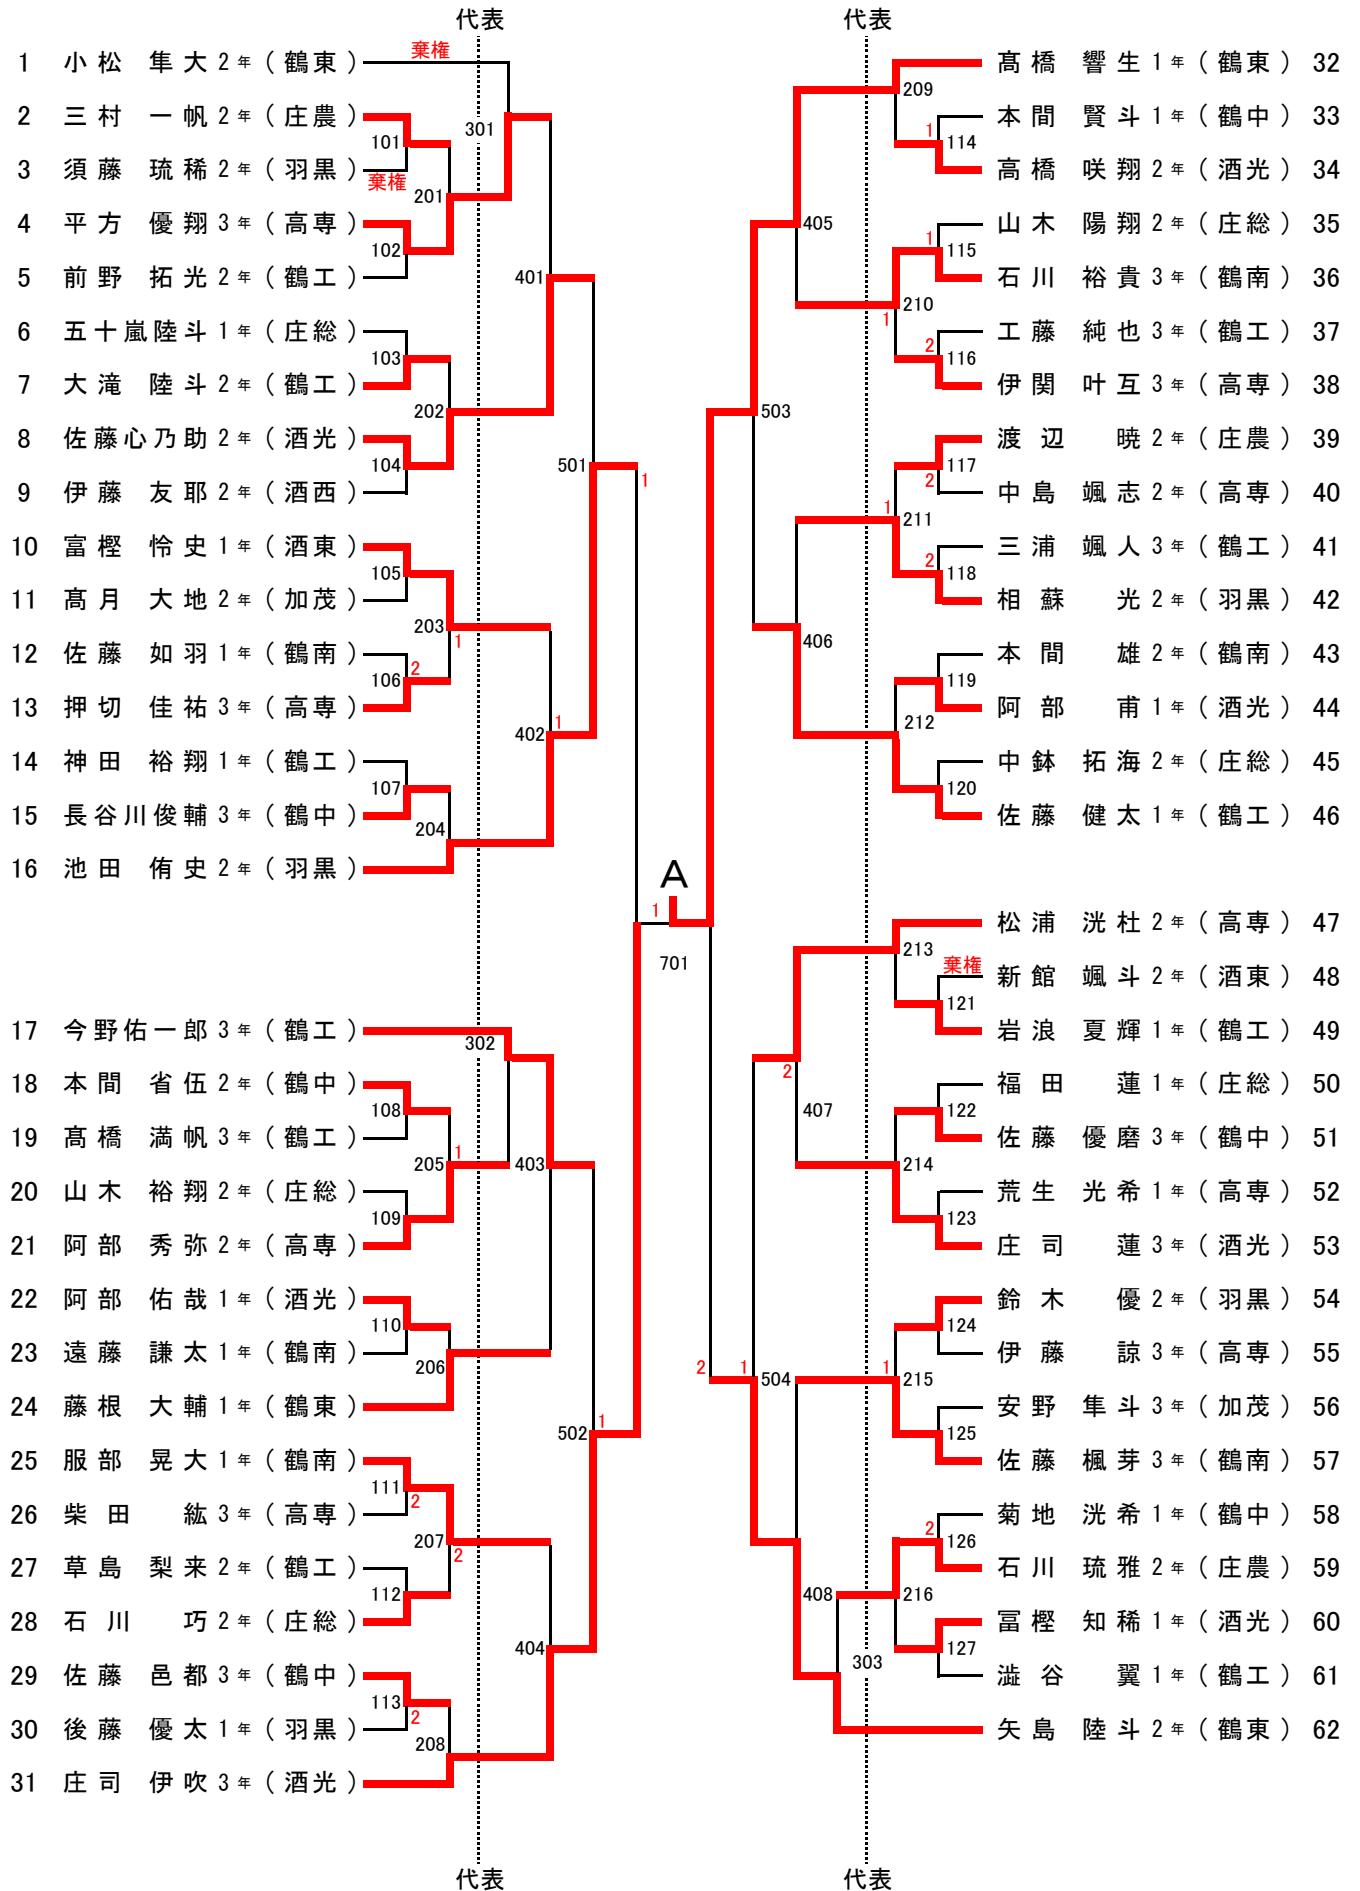 代表
代表
棄権
1 小松 隼大 2年 (鶴東)
2 三村 一帆 2年 (庄農)
101
301
3 須藤 琉稀 2年 (羽黒)
棄権
201
4 平方 優翔 3年 (高専)
102
5 前野 拓光 2年 (鶴工)
401
6 五十嵐陸斗 1年 (庄総)
103
7 大滝 陸斗 2年 (鶴工)
202
8 佐藤心乃助 2年 (酒光)
104
501
1
9 伊藤 友耶 2年 (酒西)
10 富樫 怜史 1年 (酒東)
105
11 髙月 大地 2年 (加茂)
203
1
12 佐藤 如羽 1年 (鶴南)
106
2
13 押切 佳祐 3年 (高専)
402
1
14 神田 裕翔 1年 (鶴工)
107
15 長谷川俊輔 3年 (鶴中)
204
16 池田 侑史 2年 (羽黒)
A
1
701
17 今野佑一郎 3年 (鶴工)
302
18 本間 省伍 2年 (鶴中)
108
19 髙橋 満帆 3年 (鶴工)
205
1
403
20 山木 裕翔 2年 (庄総)
109
21 阿部 秀弥 2年 (高専)
22 阿部 佑哉 1年 (酒光)
110
23 遠藤 謙太 1年 (鶴南)
206
24 藤根 大輔 1年 (鶴東)
502
1
25 服部 晃大 1年 (鶴南)
111
2
26 柴田 紘 3年 (高専)
207
2
27 草島 梨来 2年 (鶴工)
112
28 石川 巧 2年 (庄総)
404
29 佐藤 邑都 3年 (鶴中)
113
2
30 後藤 優太 1年 (羽黒)
208
31 庄司 伊吹 3年 (酒光)
髙橋 響生 1年 (鶴東) 32
209
本間 賢斗 1年 (鶴中) 33
1
114
高橋 咲翔 2年 (酒光) 34
405
山木 陽翔 2年 (庄総) 35
1
115
石川 裕貴 3年 (鶴南) 36
210
1
工藤 純也 3年 (鶴工) 37
2
116
伊関 叶互 3年 (高専) 38
503
渡辺 暁 2年 (庄農) 39
117
2
中島 颯志 2年 (高専) 40
1
211
三浦 颯人 3年 (鶴工) 41
2
118
相蘇 光 2年 (羽黒) 42
406
本間 雄 2年 (鶴南) 43
119
阿部 甫 1年 (酒光) 44
212
中鉢 拓海 2年 (庄総) 45
120
佐藤 健太 1年 (鶴工) 46
松浦 洸杜 2年 (高専) 47
213
棄権
新館 颯斗 2年 (酒東) 48
121
岩浪 夏輝 1年 (鶴工) 49
2
407
福田 蓮 1年 (庄総) 50
122
佐藤 優磨 3年 (鶴中) 51
214
荒生 光希 1年 (高専) 52
123
庄司 蓮 3年 (酒光) 53
鈴木 優 2年 (羽黒) 54
124
伊藤 諒 3年 (高専) 55
2
1
504
1
215
安野 隼斗 3年 (加茂) 56
125
佐藤 楓芽 3年 (鶴南) 57
菊地 洸希 1年 (鶴中) 58
2
126
石川 琉雅 2年 (庄農) 59
408
216
冨樫 知稀 1年 (酒光) 60
127
303
澁谷 翼 1年 (鶴工) 61
矢島 陸斗 2年 (鶴東) 62
代表
代表